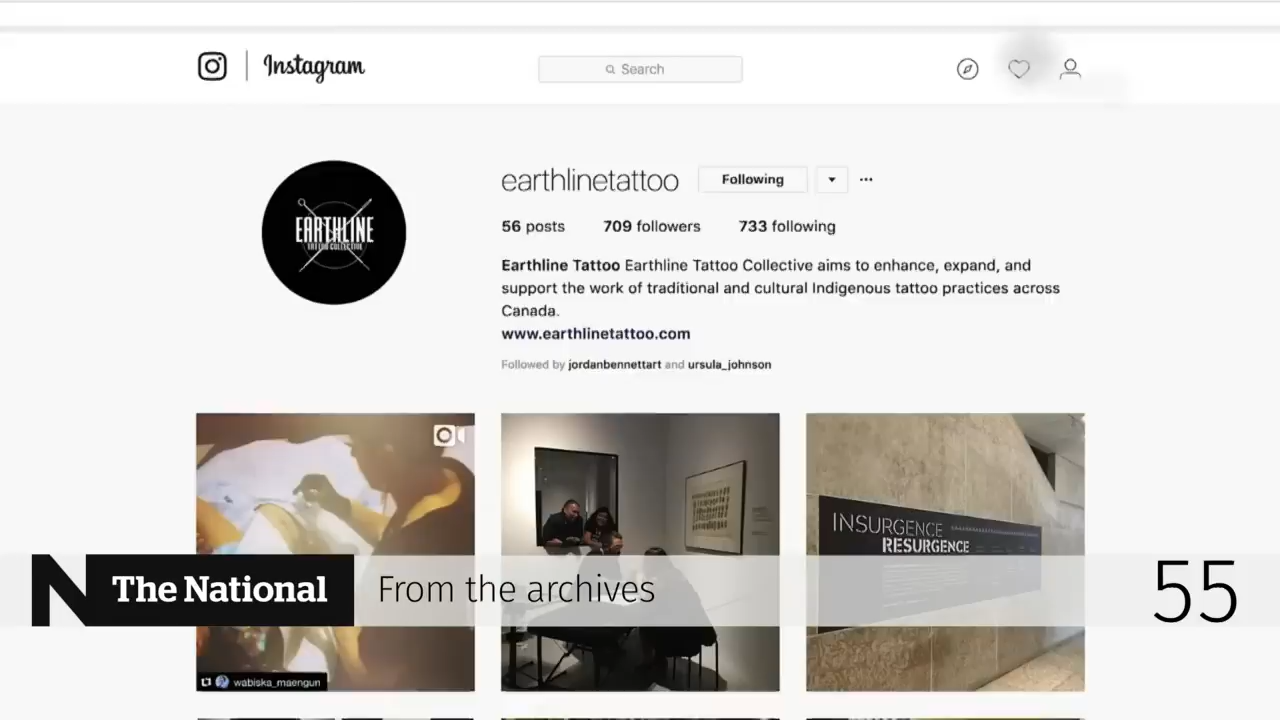 Instagram
Search
earthlinetattoo
Following
56 posts 709 followers 733 following
Earthline Tattoo Earthline Tattoo Collective aims to enhance, expand, and
support the work of traditional and cultural Indigenous tattoo practices across
Canada.
www.earthlinetattoo.com
Followed by jordanbennettart and ursula_johnson
EARTHLINE
TATTOO COLLECTIVE
INSURGENCE
RESURGENCE
N The National
From the archives
55
wabiska_maengun